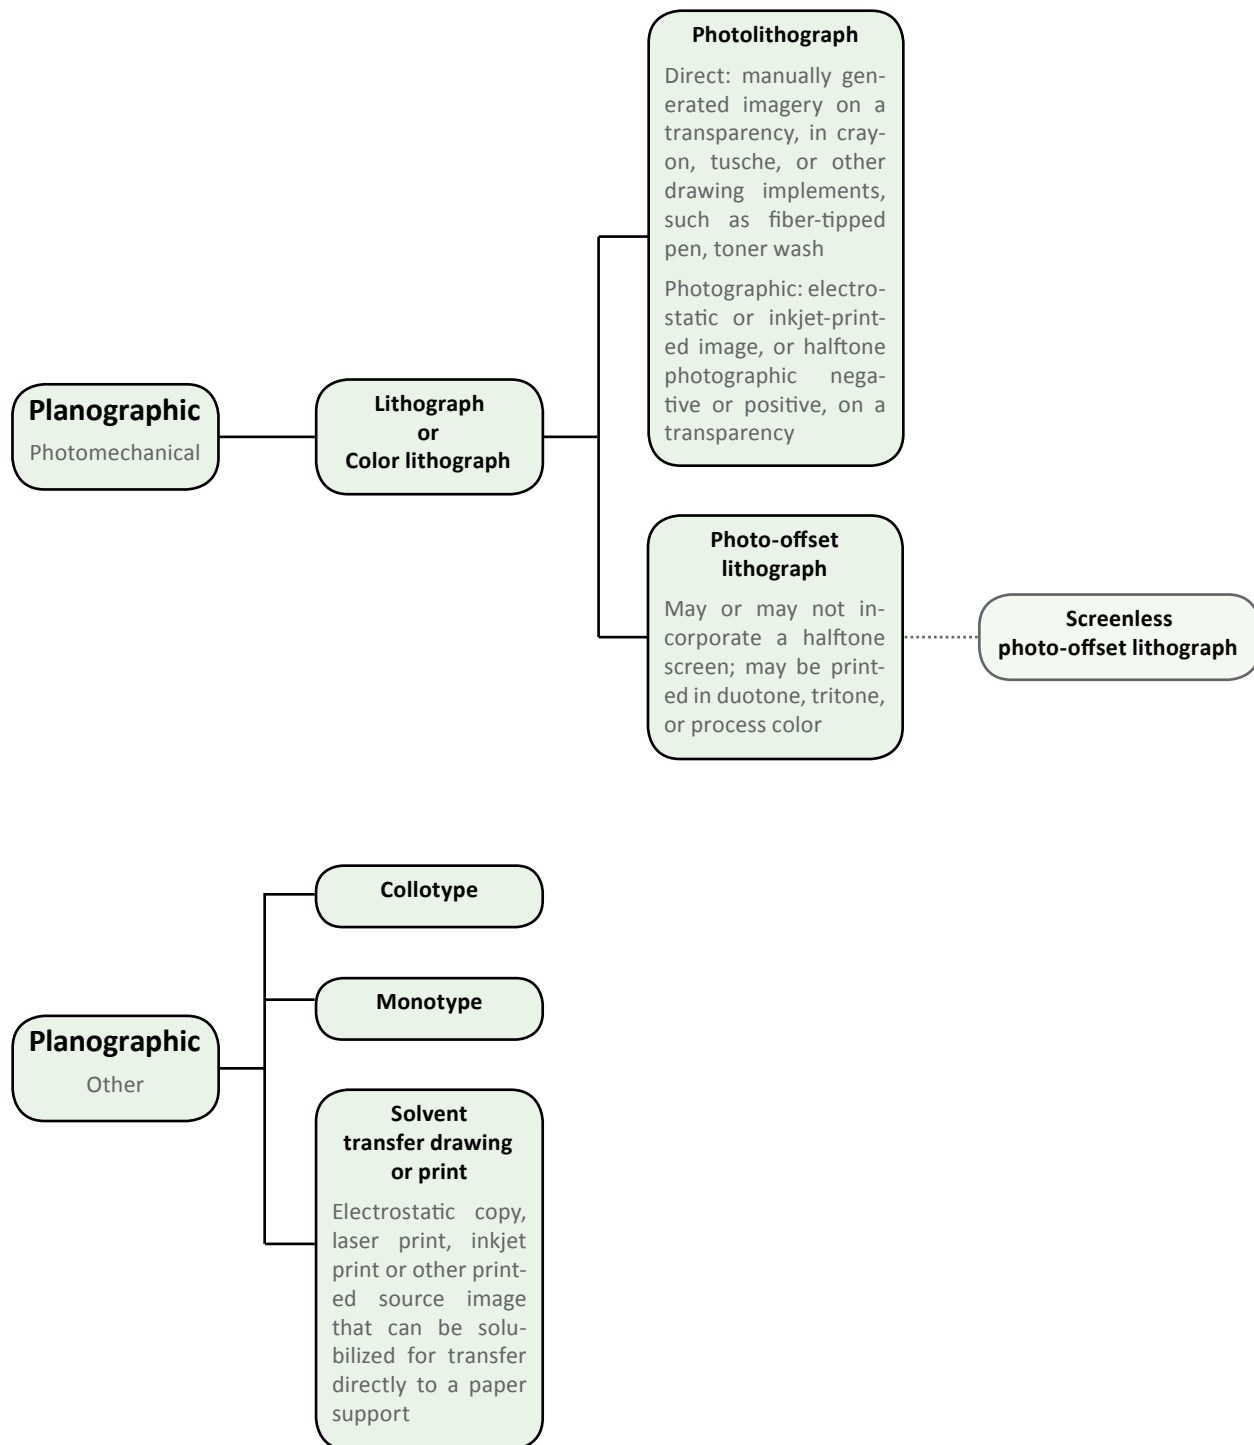 Planographic
Photomechanical
Lithograph
or
Color lithograph
Photolithograph
Direct: manually gen-
erated imagery on a
transparency, in cray-
on, tusche, or other
drawing implements,
such as fiber-tipped
pen, toner wash
Photographic: electro-
static or inkjet-print-
ed image, or halftone
photographic nega-
tive or positive, on a
transparency
Photo-offset
lithograph
May or may not in-
corporate a halftone
screen; may be print-
ed in duotone, tritone,
or process color
Screenless
photo-offset lithograph
Planographic
Other
Collotype
Monotype
Solvent
transfer drawing
or print
Electrostatic copy,
laser print, inkjet
print or other print-
ed source image
that can be solu-
bilized for transfer
directly to a paper
support